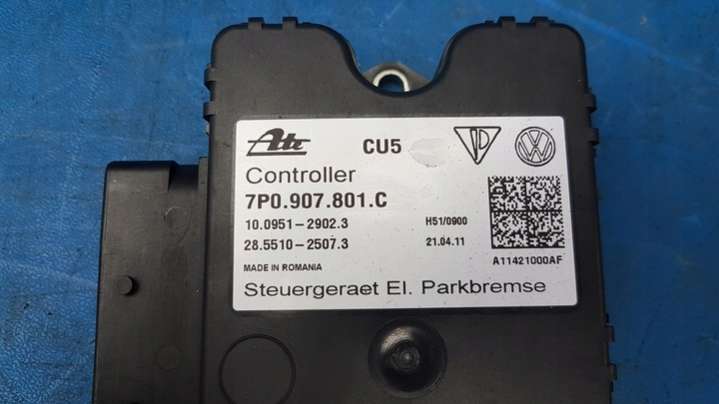 Ate CU5
Controller
7P0.907.801.C
10.0951-2902.3 H51/0900
28.5510-2507.3 21.04.11
A11421000AF
MADE IN ROMANIA
Steuergeraet El. Parkbremse